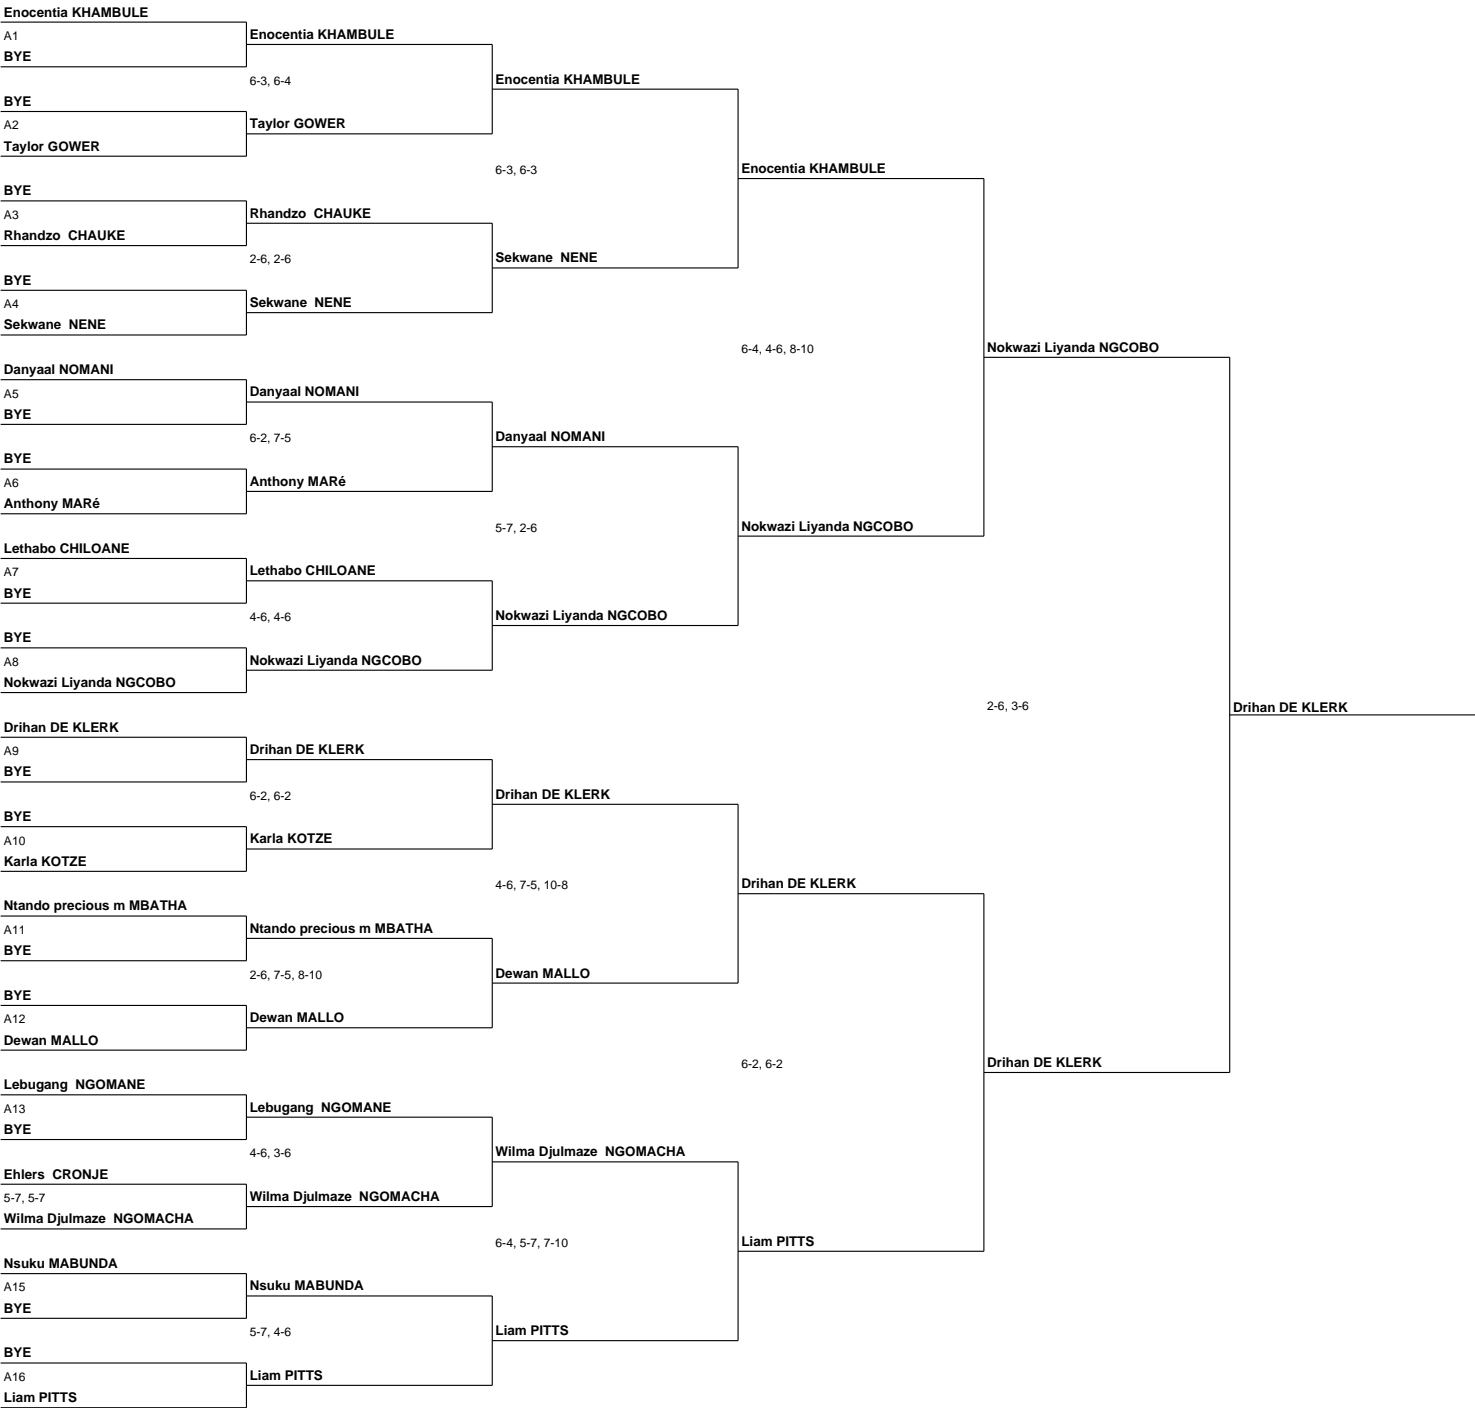 Enocentia KHAMBULE
A1
BYE
BYE
A2
Taylor GOWER
BYE
A3
Rhandzo  CHAUKE
BYE
A4
Sekwane  NENE
Danyaal NOMANI
A5
BYE
BYE
A6
Anthony MARé
Lethabo CHILOANE
A7
BYE
BYE
A8
Nokwazi Liyanda NGCOBO
Drihan DE KLERK
A9
BYE
BYE
A10
Karla KOTZE
Ntando precious m MBATHA
A11
BYE
BYE
A12
Dewan MALLO
Lebugang  NGOMANE
A13
BYE
Ehlers  CRONJE
5-7, 5-7
Wilma Djulmaze  NGOMACHA
Nsuku MABUNDA
A15
BYE
BYE
A16
Liam PITTS
Enocentia KHAMBULE
6-3, 6-4
Taylor GOWER
Rhandzo  CHAUKE
2-6, 2-6
Sekwane  NENE
Danyaal NOMANI
6-2, 7-5
Anthony MARé
Lethabo CHILOANE
4-6, 4-6
Nokwazi Liyanda NGCOBO
Drihan DE KLERK
6-2, 6-2
Karla KOTZE
Ntando precious m MBATHA
2-6, 7-5, 8-10
Dewan MALLO
Lebugang  NGOMANE
4-6, 3-6
Wilma Djulmaze  NGOMACHA
Nsuku MABUNDA
5-7, 4-6
Liam PITTS
Enocentia KHAMBULE
6-3, 6-3
Sekwane  NENE
Danyaal NOMANI
5-7, 2-6
Nokwazi Liyanda NGCOBO
Drihan DE KLERK
4-6, 7-5, 10-8
Dewan MALLO
Wilma Djulmaze  NGOMACHA
6-4, 5-7, 7-10
Liam PITTS
Enocentia KHAMBULE
6-4, 4-6, 8-10
Nokwazi Liyanda NGCOBO
Drihan DE KLERK
6-2, 6-2
Liam PITTS
Nokwazi Liyanda NGCOBO
2-6, 3-6
Drihan DE KLERK
Drihan DE KLERK